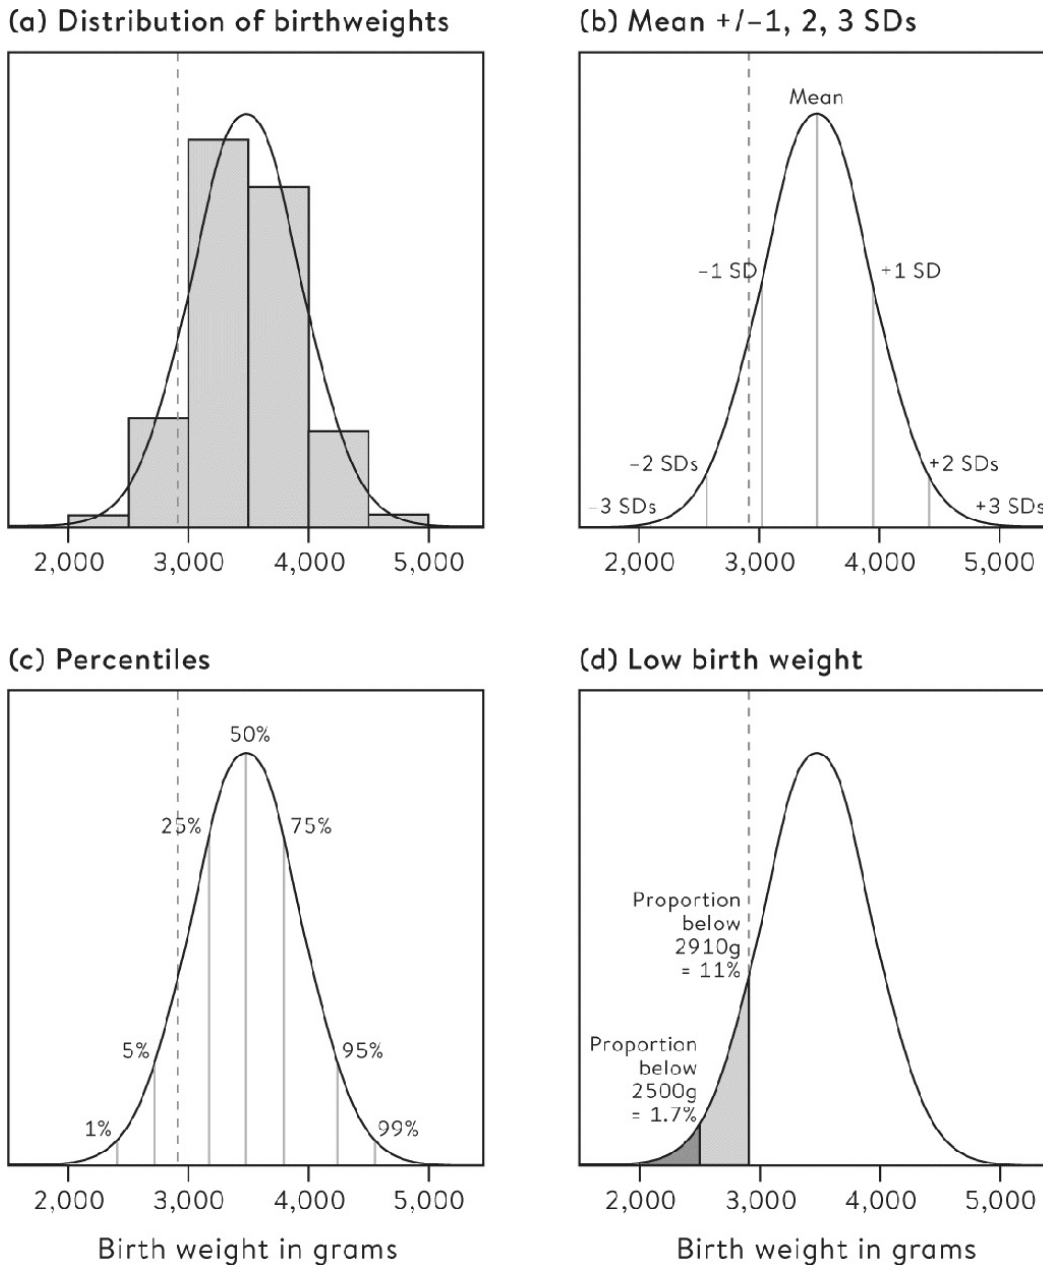 (a) Distribution of birthweights
2,000 3,000 4,000 5,000
(b) Mean +/–1, 2, 3 SDs
Mean
–1 SD +1 SD
–2 SDs +2 SDs
–3 SDs +3 SDs
2,000 3,000 4,000 5,000
(c) Percentiles
50%
25% 75%
5% 95%
1% 99%
2,000 3,000 4,000 5,000
Birth weight in grams
(d) Low birth weight
Proportion
below
2910g
= 11%
Proportion
below
2500g
= 1.7%
2,000 3,000 4,000 5,000
Birth weight in grams